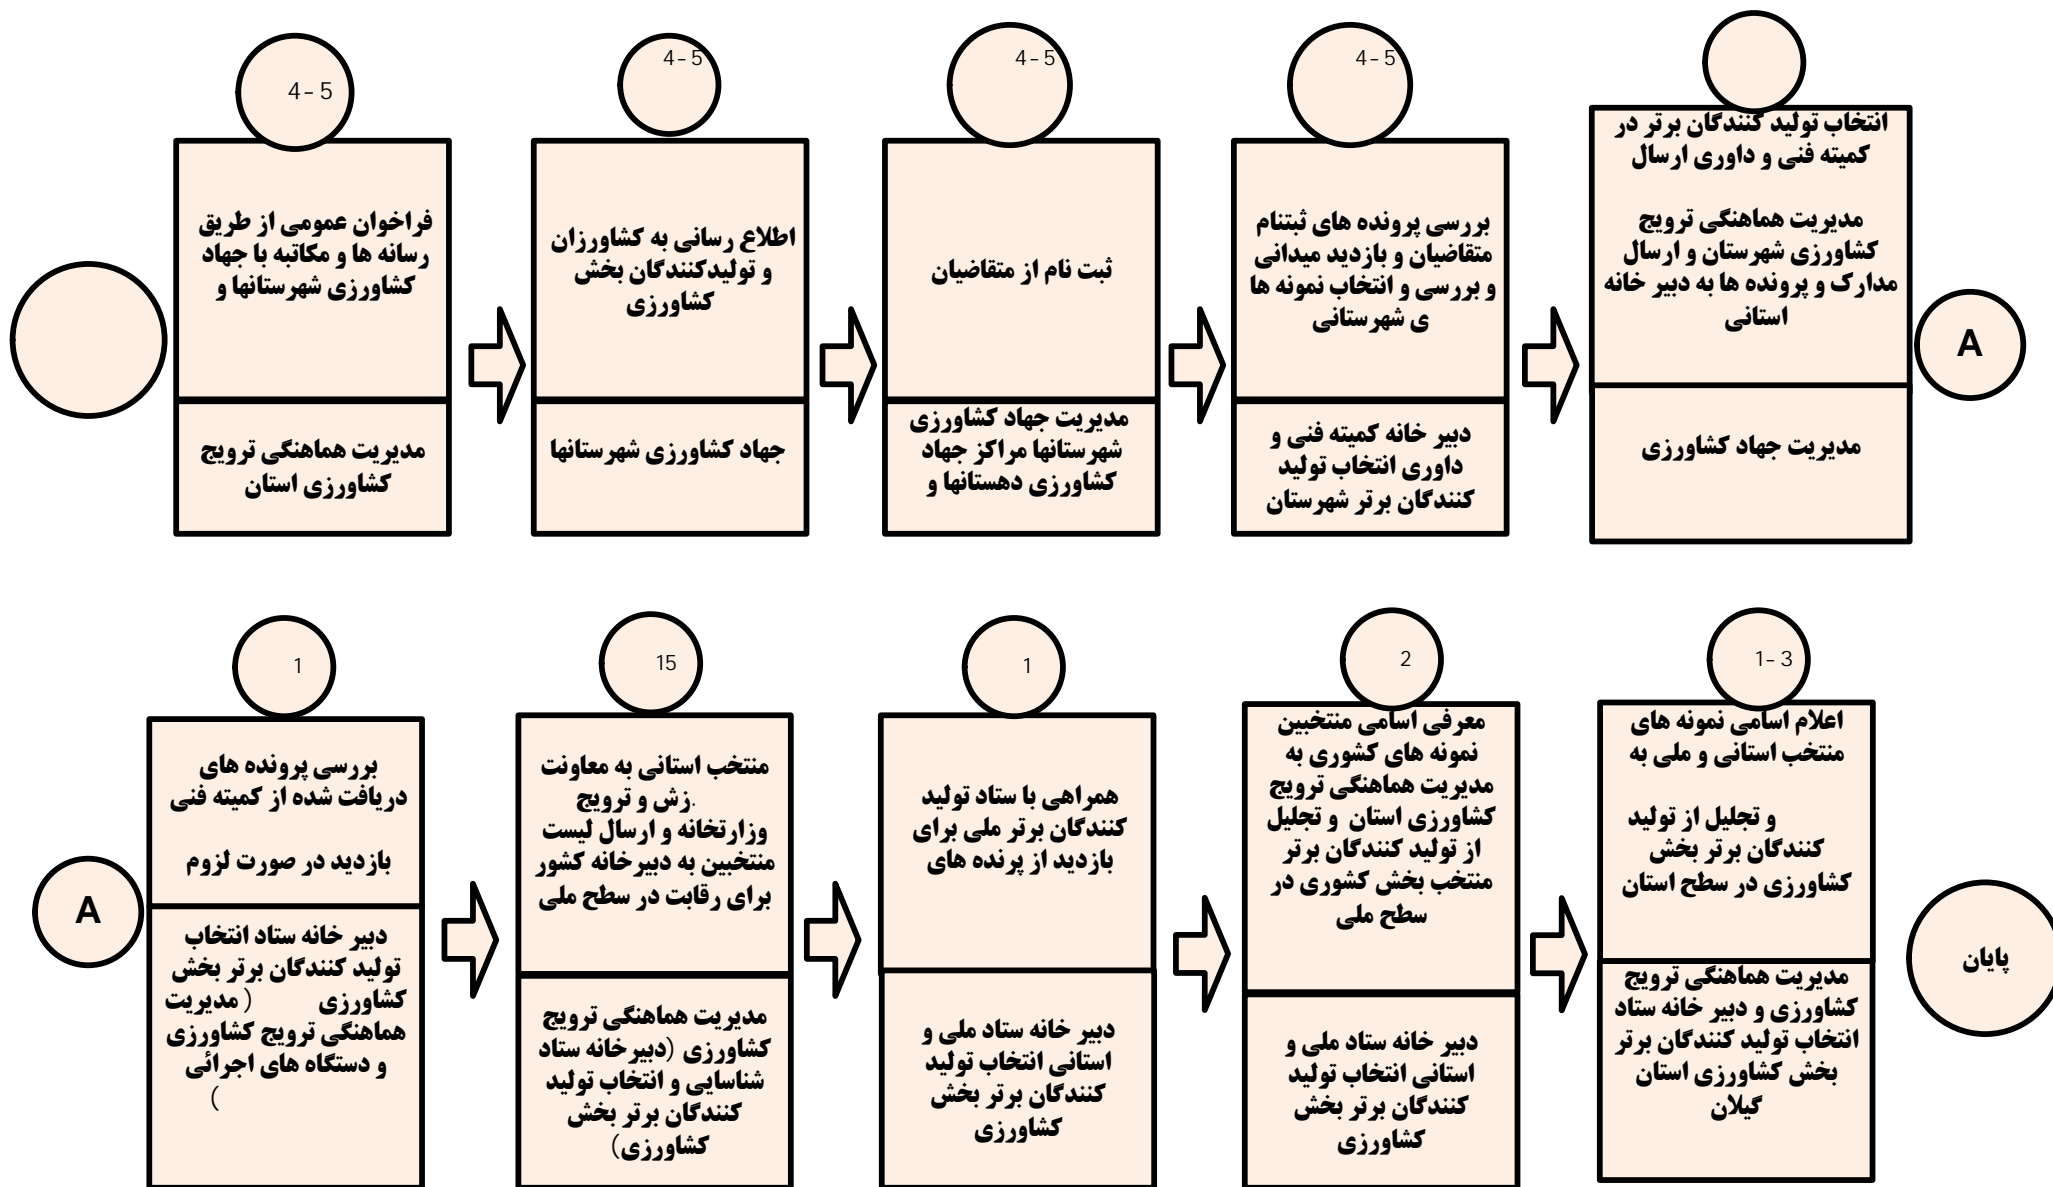 4-5
فراخوان عمومی از طریق
رسانه ها و مکاتبه با جهاد
کشاورزی شهرستانها و
مدیریت هماهنگی ترویج
کشاورزی استان
4-5
اطلاع رسانی به کشاورزان
و تولیدکنندگان بخش
کشاورزی
جهاد کشاورزی شهرستانها
4-5
ثبت نام از متقاضیان
مدیریت جهاد کشاورزی
شهرستانها مراکز جهاد
کشاورزی دهستانها و
4-5
بررسی پرونده های ثبتنام
متقاضیان و بازدید میدانی
و بررسی و انتخاب نمونه ها
ی شهرستانی
دبیر خانه کمیته فنی و
داوری انتخاب تولید
کنندگان برتر شهرستان
انتخاب تولید کنندگان برتر در
کمیته فنی و داوری ارسال
مدیریت هماهنگی ترویج
کشاورزی شهرستان و ارسال
مدارک و پرونده ها به دبیر خانه
استانی
مدیریت جهاد کشاورزی
A
A
1
بررسی پرونده های
دریافت شده از کمیته فنی
بازدید در صورت لزوم
دبیر خانه ستاد انتخاب
تولید کنندگان برتر بخش
کشاورزی (مدیریت
هماهنگی ترویج کشاورزی
و دستگاه های اجرائی
)
15
منتخب استانی به معاونت
.زش و ترویج
وزارتخانه و ارسال لیست
منتخبین به دبیرخانه کشور
برای رقابت در سطح ملی
مدیریت هماهنگی ترویج
کشاورزی (دبیرخانه ستاد
شناسایی و انتخاب تولید
کنندگان برتر بخش
کشاورزی)
1
همراهی با ستاد تولید
کنندگان برتر ملی برای
بازدید از پرنده های
دبیر خانه ستاد ملی و
استانی انتخاب تولید
کنندگان برتر بخش
کشاورزی
2
معرفی اسامی منتخبین
نمونه های کشوری به
مدیریت هماهنگی ترویج
کشاورزی استان و تجلیل
از تولید کنندگان برتر
منتخب بخش کشوری در
سطح ملی
دبیر خانه ستاد ملی و
استانی انتخاب تولید
کنندگان برتر بخش
کشاورزی
1-3
اعلام اسامی نمونه های
منتخب استانی و ملی به
و تجلیل از تولید
کنندگان برتر بخش
کشاورزی در سطح استان
مدیریت هماهنگی ترویج
کشاورزی و دبیر خانه ستاد
انتخاب تولید کنندگان برتر
بخش کشاورزی استان
گیلان
پایان